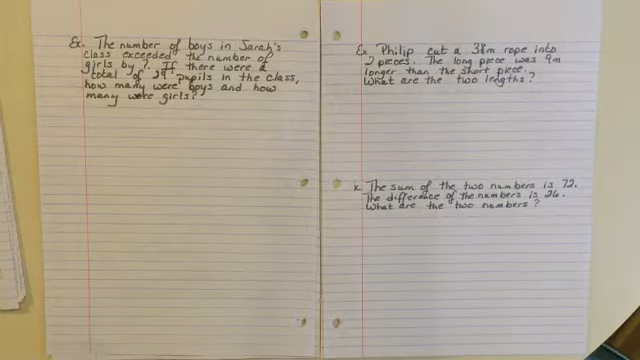 Ex. The number of boys in Sarah's
class exceeded the number of
girls by 7. If there were a
total of 29 pupils in the class,
how many were boys and how
many were girls?
Ex Philip cut a 38m rope into
2 pieces. The long piece was 9m
longer than the short piece.
What are the two lengths?
x. The sum of the two numbers is 72.
The difference of the numbers is 26.
What are the two numbers?